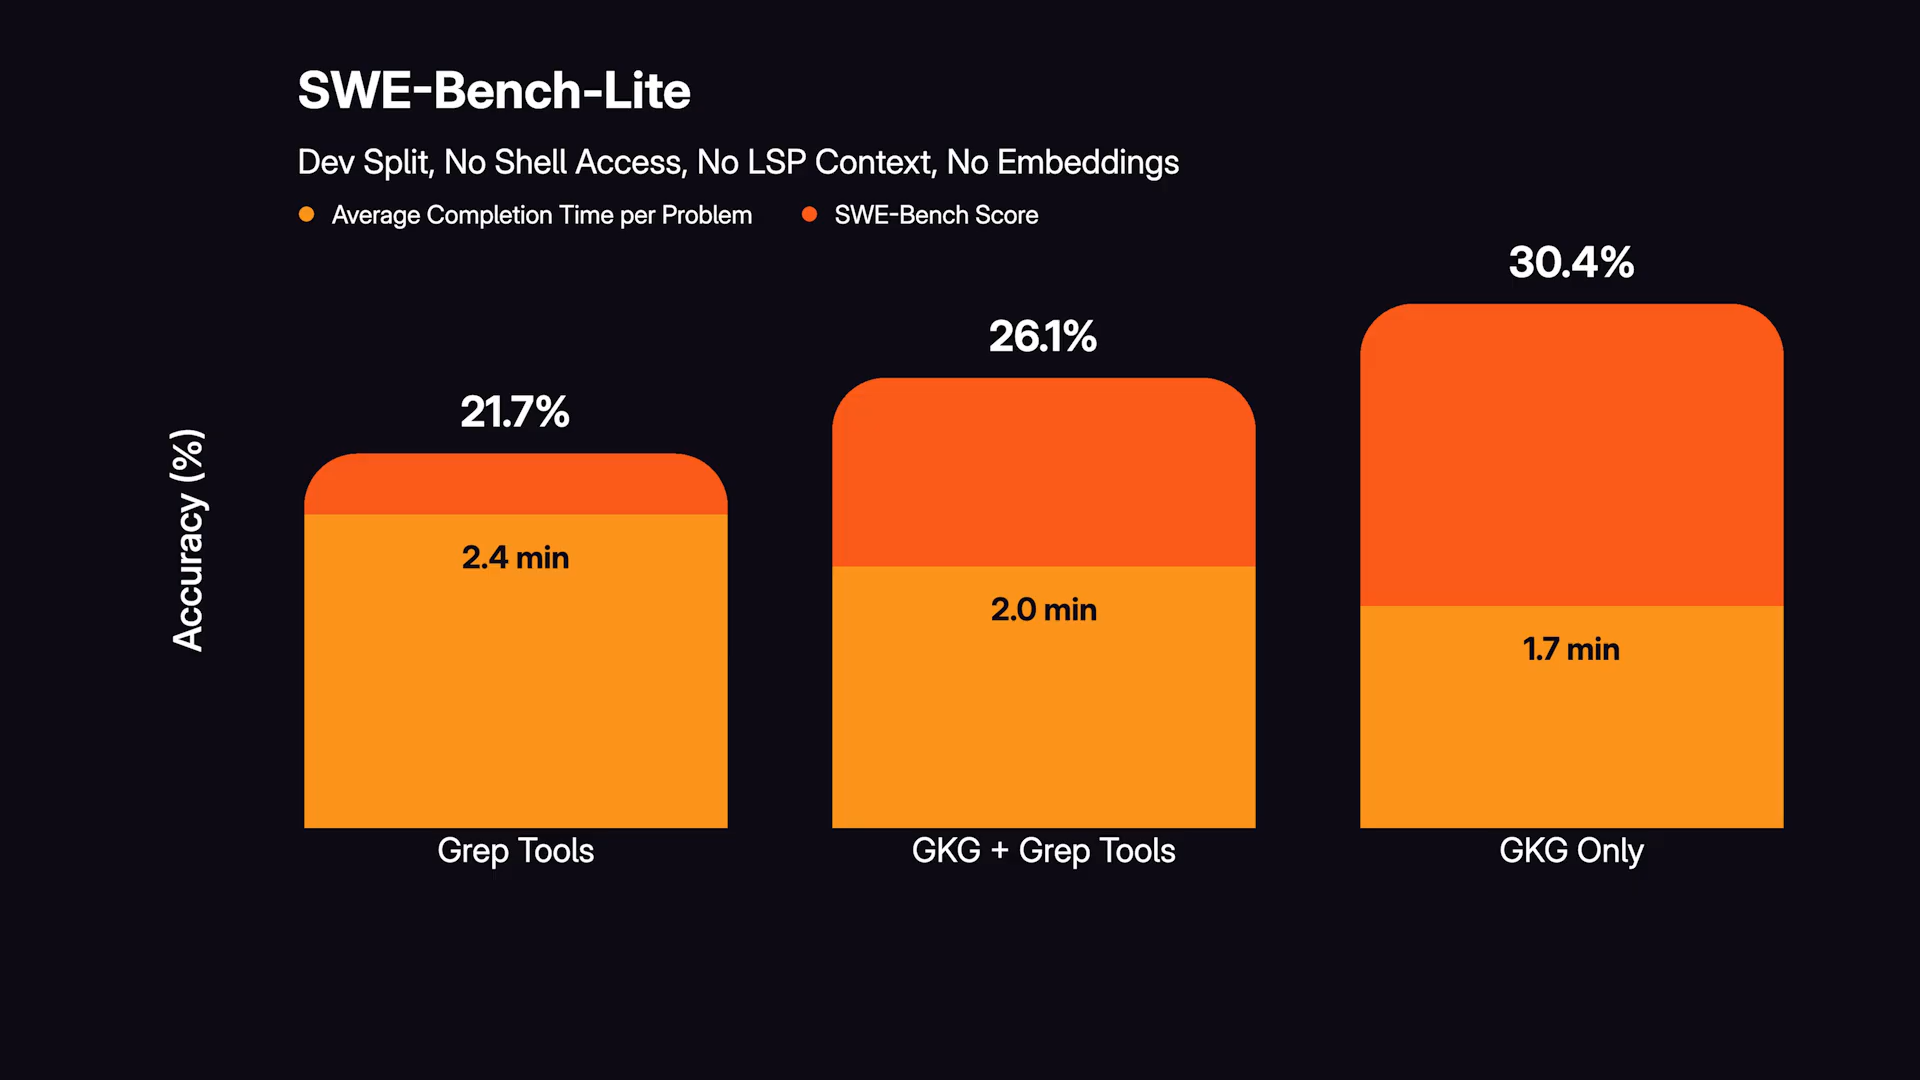 SWE-Bench-Lite
Dev Split, No Shell Access, No LSP Context, No Embeddings
Average Completion Time per Problem
SWE-Bench Score
Accuracy (%)
21.7%
2.4 min
Grep Tools
26.1%
2.0 min
GKG + Grep Tools
30.4%
1.7 min
GKG Only